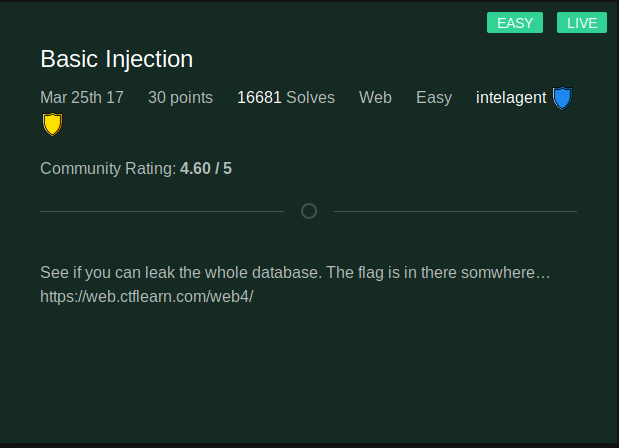 EASY LIVE
Basic Injection
Mar 25th 17 30 points 16681 Solves Web Easy intelagent
Community Rating: 4.60 / 5
See if you can leak the whole database. The flag is in there somwhere…
https://web.ctflearn.com/web4/